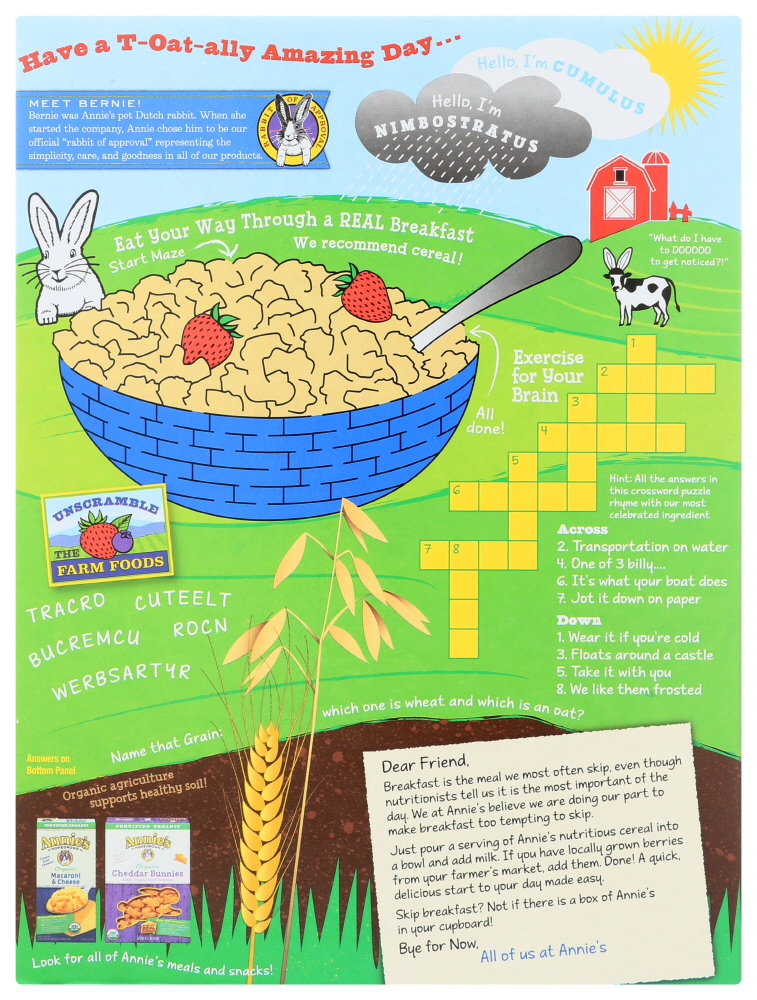 Have a T-Oat-ally Amazing Day...
Hello, I'm CUMULUS
Hello, I'm
NIMBOSTRATUS
MEET BERNIE!
Bernie was Annie's pet Dutch rabbit. When she
started the company, Annie chose him to be our
official "rabbit of approval" representing the
simplicity, care, and goodness in all of our products.
RABBIT OF APPROVAL
Eat Your Way Through a REAL Breakfast
We recommend cereal!
Start Maze
"What do I have
to DOOOOO
to get noticed?!"
All
done!
Exercise
for Your
Brain
1
2
3
4
5
6
7 8
Hint: All the answers in
this crossword puzzle
rhyme with our most
celebrated ingredient
Across
2. Transportation on water
4. One of 3 billy....
6. It's what your boat does
7. Jot it down on paper
Down
1. Wear it if you're cold
3. Floats around a castle
5. Take it with you
8. We like them frosted
UNSCRAMBLE
THE
FARM FOODS
TRACRO CUTEELT
BUCREMCU ROCN
WERBSARTYR
Name that Grain: which one is wheat and which is an oat?
Answers on
Bottom Panel
Organic agriculture
supports healthy soil!
CERTIFIED ORGANIC
Annie's
HOMEGROWN
Organic
Macaroni
& Cheese
CERTIFIED ORGANIC
Annie's
HOMEGROWN
Organic
Cheddar Bunnies
Look for all of Annie's meals and snacks!
Dear Friend,
Breakfast is the meal we most often skip, even though
nutritionists tell us it is the most important of the
day. We at Annie's believe we are doing our part to
make breakfast too tempting to skip.
Just pour a serving of Annie's nutritious cereal into
a bowl and add milk. If you have locally grown berries
from your farmer's market, add them. Done! A quick,
delicious start to your day made easy.
Skip breakfast? Not if there is a box of Annie's
in your cupboard!
Bye for Now,
All of us at Annie's